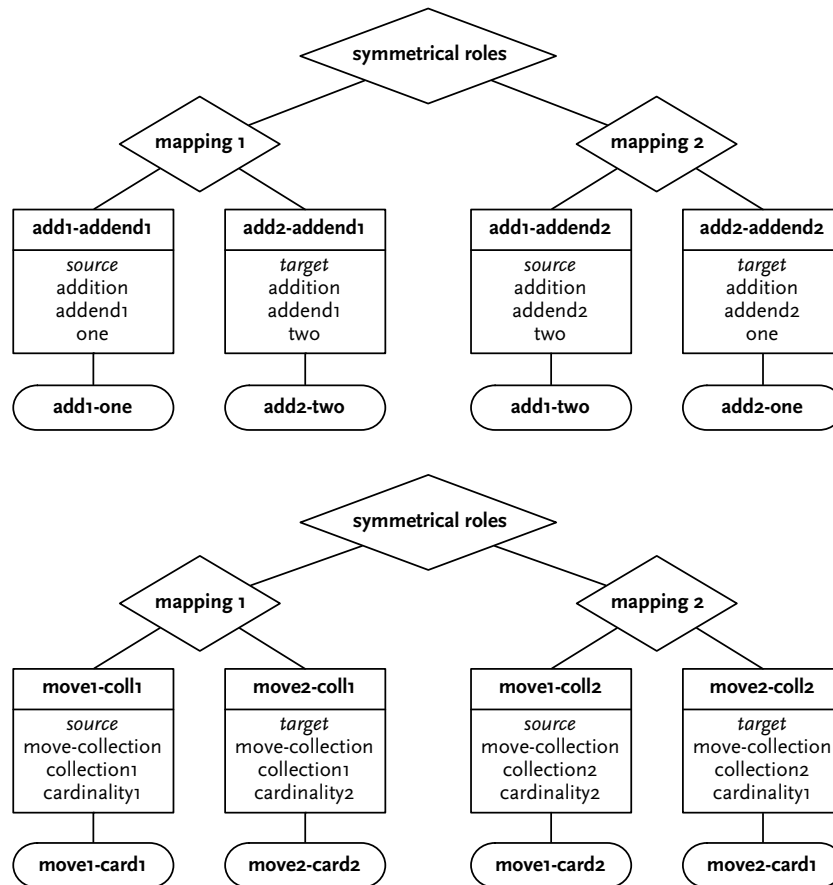 symmetrical roles
mapping 1
mapping 2
add1-addend1
add2-addend1
add1-addend2
add2-addend2
source
addition
addend1
one
target
addition
addend1
two
source
addition
addend2
two
target
addition
addend2
one
add1-one
add2-two
add1-two
add2-one
symmetrical roles
mapping 1
mapping 2
move1-coll1
move2-coll1
move1-coll2
move2-coll2
source
move-collection
collection1
cardinality1
target
move-collection
collection1
cardinality2
source
move-collection
collection2
cardinality2
target
move-collection
collection2
cardinality1
move1-card1
move2-card2
move1-card2
move2-card1